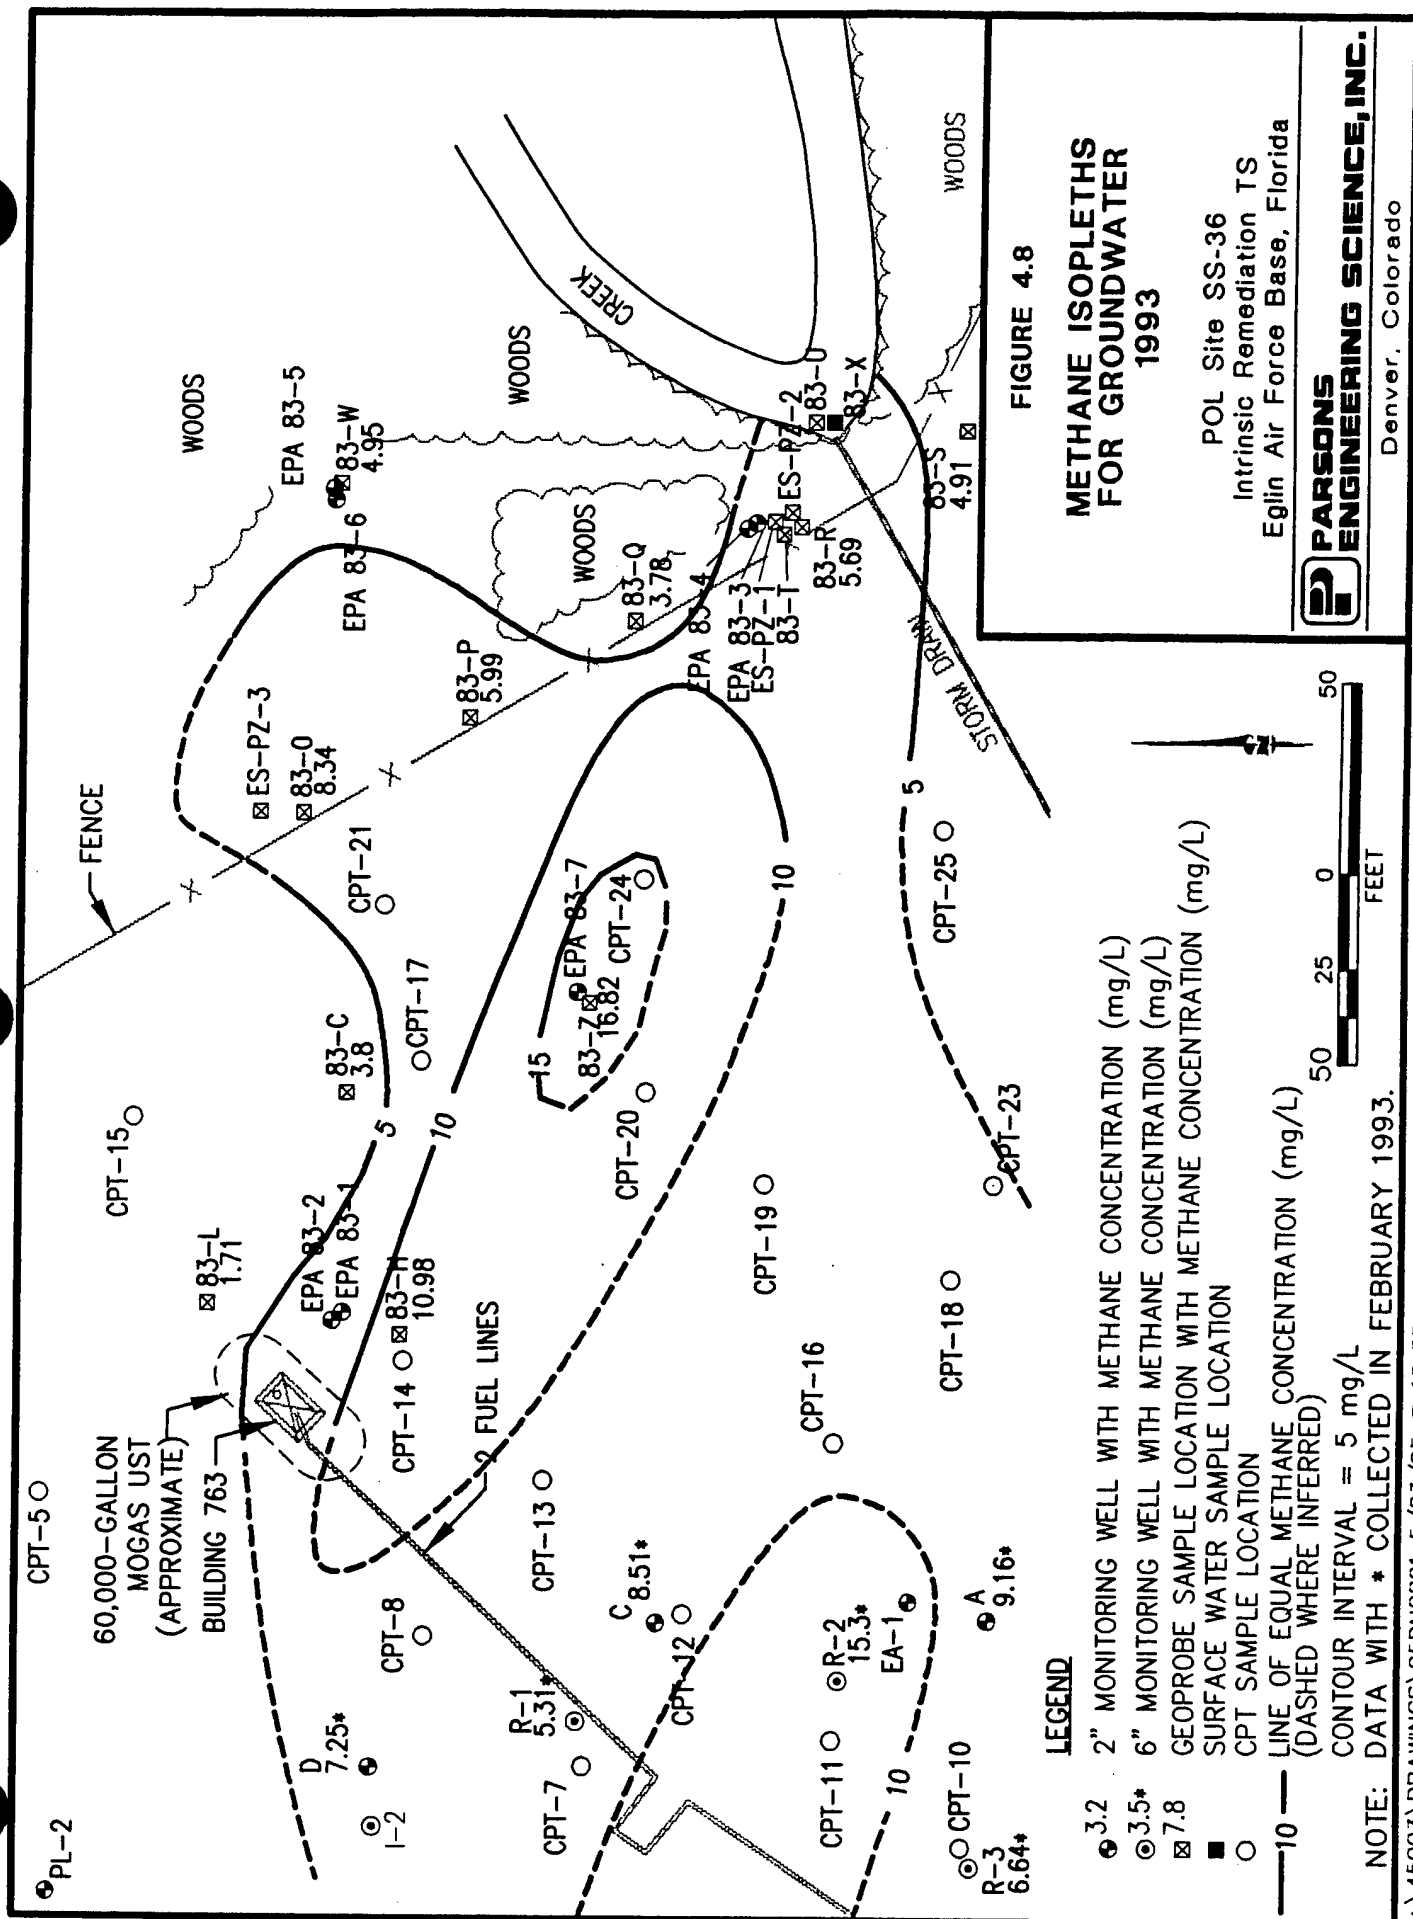 PL-2
CPT-5
60,000-GALLON
MOGAS UST
(APPROXIMATE)
BUILDING 763
CPT-15
FENCE
WOODS
83-L
1.71
83-C
3.8
ES-PZ-3
83-O
8.34
EPA 83-5
83-W
4.95
EPA 83-6
D
7.25*
I-2
EPA 83-2
EPA 83-1
5
CPT-21
CPT-17
CPT-8
CPT-14
83-H
10.98
10
83-P
5.99
WOODS
CREEK
R-1
5.31*
CPT-7
CPT-13
2 FUEL LINES
15
EPA 83-7
83-Z
16.82
CPT-24
WOODS
83-Q
3.78
C
8.51*
CPT-12
CPT-20
EPA 83-4
EPA 83-3
ES-PZ-1
83-T
ES-PZ-2
83-U
83-X
83-R
5.69
CPT-19
10
CPT-11
R-2
15.3*
EA-1
CPT-16
CPT-18
5
CPT-25
STORM DRAIN
83-S
4.91
WOODS
10
CPT-10
R-3
6.64*
A
9.16*
CPT-23
LEGEND
3.2 2" MONITORING WELL WITH METHANE CONCENTRATION (mg/L)
3.5* 6" MONITORING WELL WITH METHANE CONCENTRATION (mg/L)
7.8 GEOPROBE SAMPLE LOCATION WITH METHANE CONCENTRATION (mg/L)
SURFACE WATER SAMPLE LOCATION
CPT SAMPLE LOCATION
10 LINE OF EQUAL METHANE CONCENTRATION (mg/L)
(DASHED WHERE INFERRED)
CONTOUR INTERVAL = 5 mg/L
NOTE: DATA WITH * COLLECTED IN FEBRUARY 1993.
N
50 25 0 50
FEET
FIGURE 4.8
METHANE ISOPLETHS
FOR GROUNDWATER
1993
POL Site SS-36
Intrinsic Remediation TS
Eglin Air Force Base, Florida
PARSONS
ENGINEERING SCIENCE, INC.
Denver, Colorado